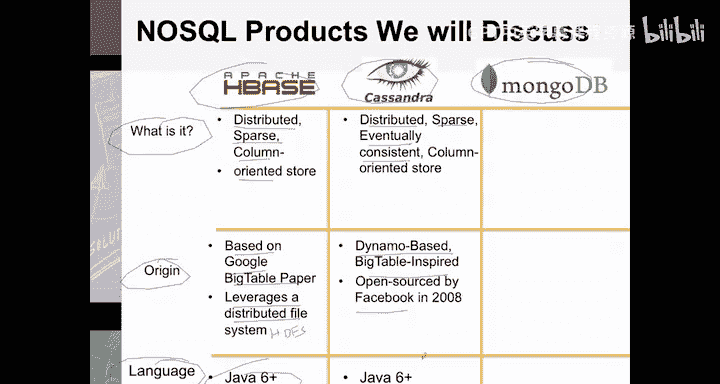 NOSQL Products We will Discuss
bilibili
APACHE
HBASE
Cassandra
mongoDB
What is it?
• Distributed,
Sparse,
Column-
• oriented store
• Distributed, Sparse,
Eventually
consistent, Column-
oriented store
Origin
• Based on
Google
BigTable Paper
• Leverages a
distributed file
system HDFS
• Dynamo-Based,
BigTable-Inspired
• Open-sourced by
Facebook in 2008
Language
• Java 6+
• Java 6+